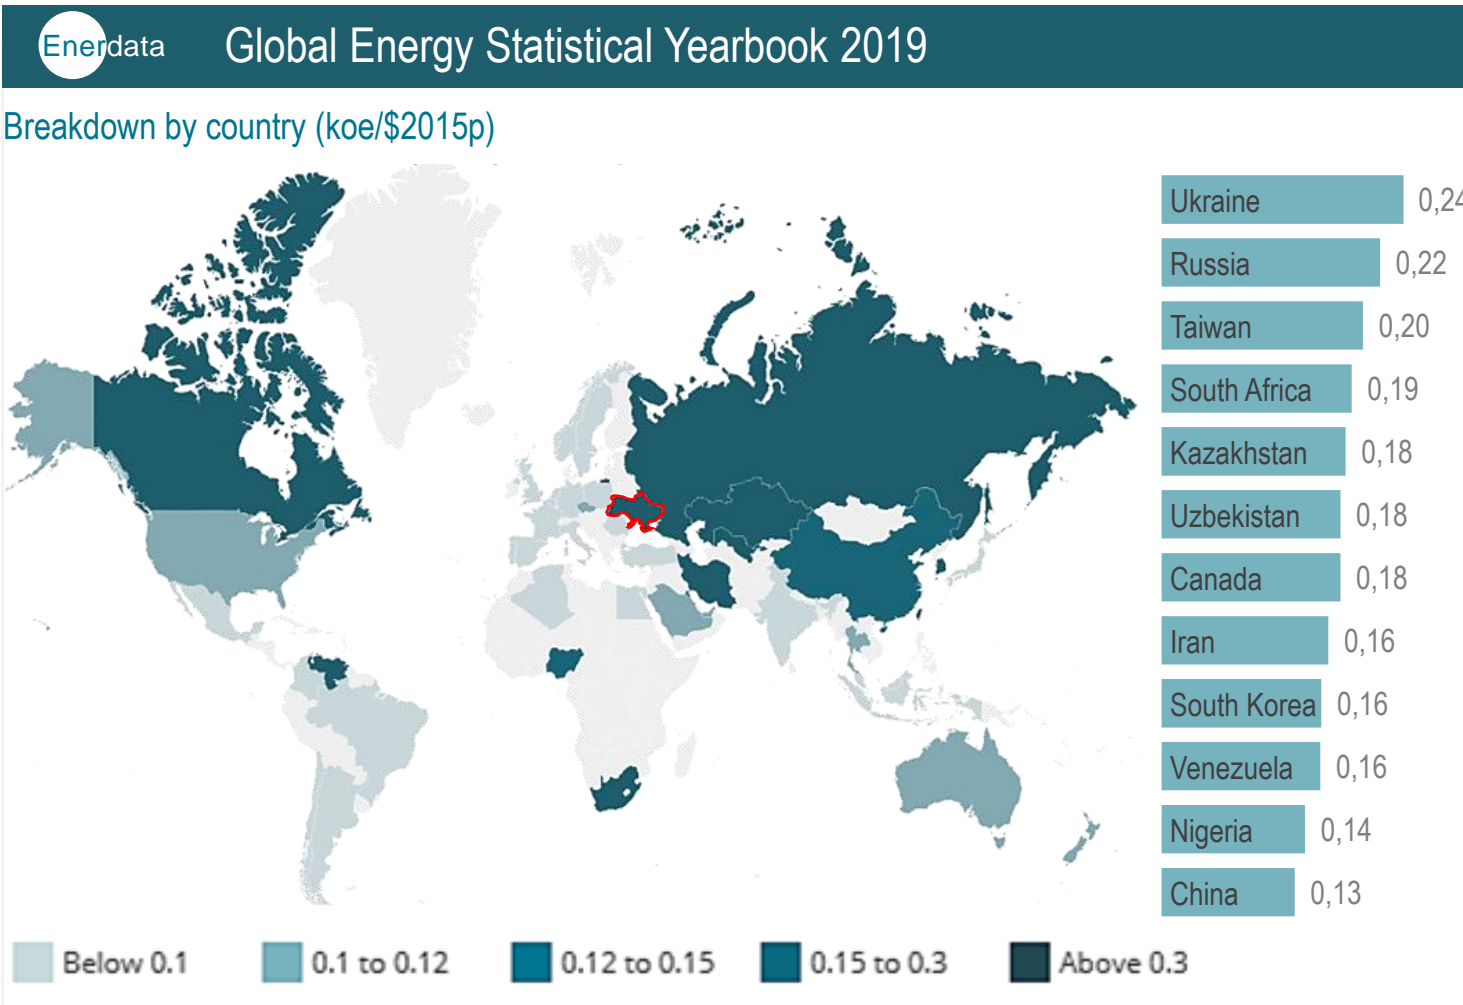 Enerdata
Global Energy Statistical Yearbook 2019
Breakdown by country (koe/$2015p)
Ukraine 0,24
Russia 0,22
Taiwan 0,20
South Africa 0,19
Kazakhstan 0,18
Uzbekistan 0,18
Canada 0,18
Iran 0,16
South Korea 0,16
Venezuela 0,16
Nigeria 0,14
China 0,13
Below 0.1
0.1 to 0.12
0.12 to 0.15
0.15 to 0.3
Above 0.3